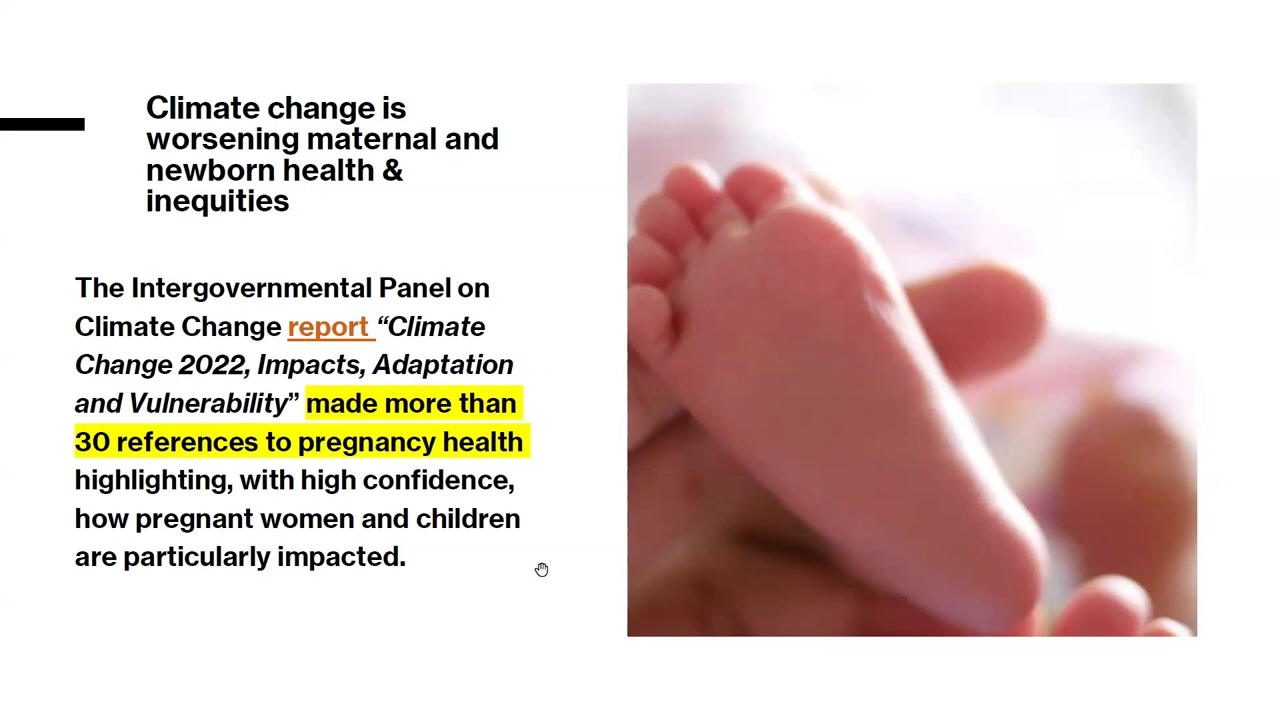 Climate change is
worsening maternal and
newborn health &
inequities
The Intergovernmental Panel on
Climate Change report “Climate
Change 2022, Impacts, Adaptation
and Vulnerability” made more than
30 references to pregnancy health
highlighting, with high confidence,
how pregnant women and children
are particularly impacted.